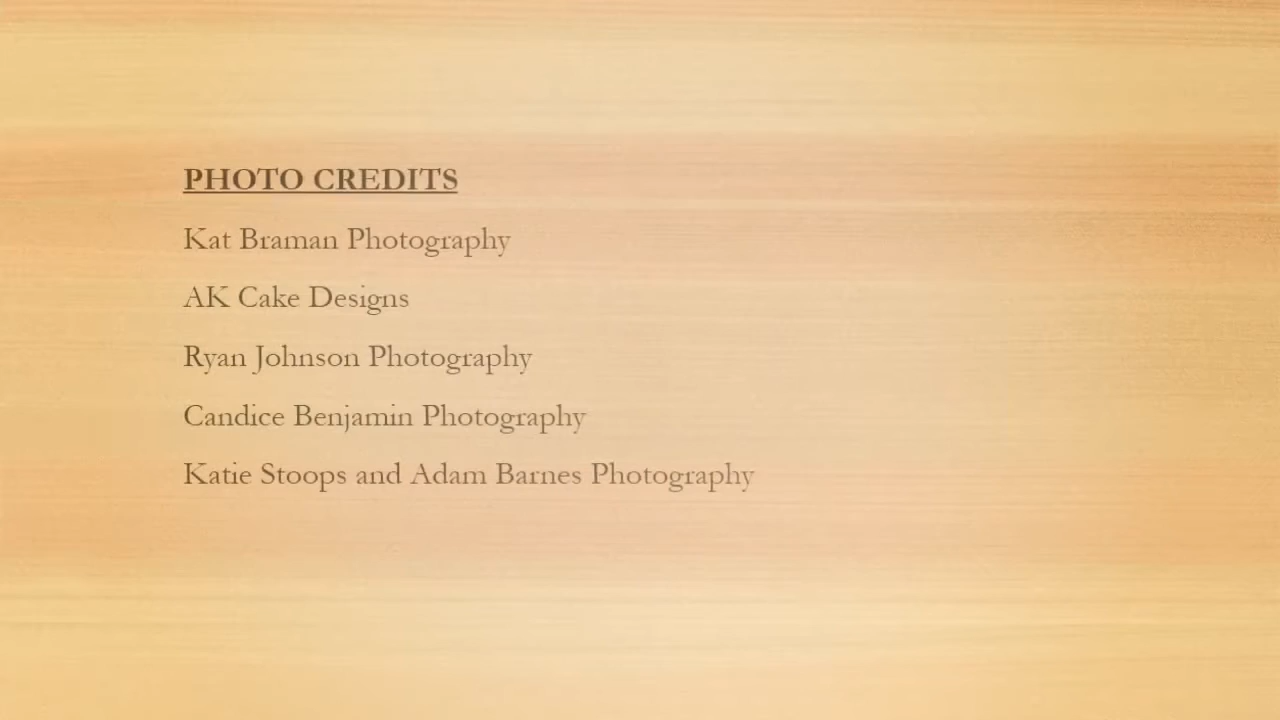 PHOTO CREDITS
Kat Braman Photography
AK Cake Designs
Ryan Johnson Photography
Candice Benjamin Photography
Katie Stoops and Adam Barnes Photography